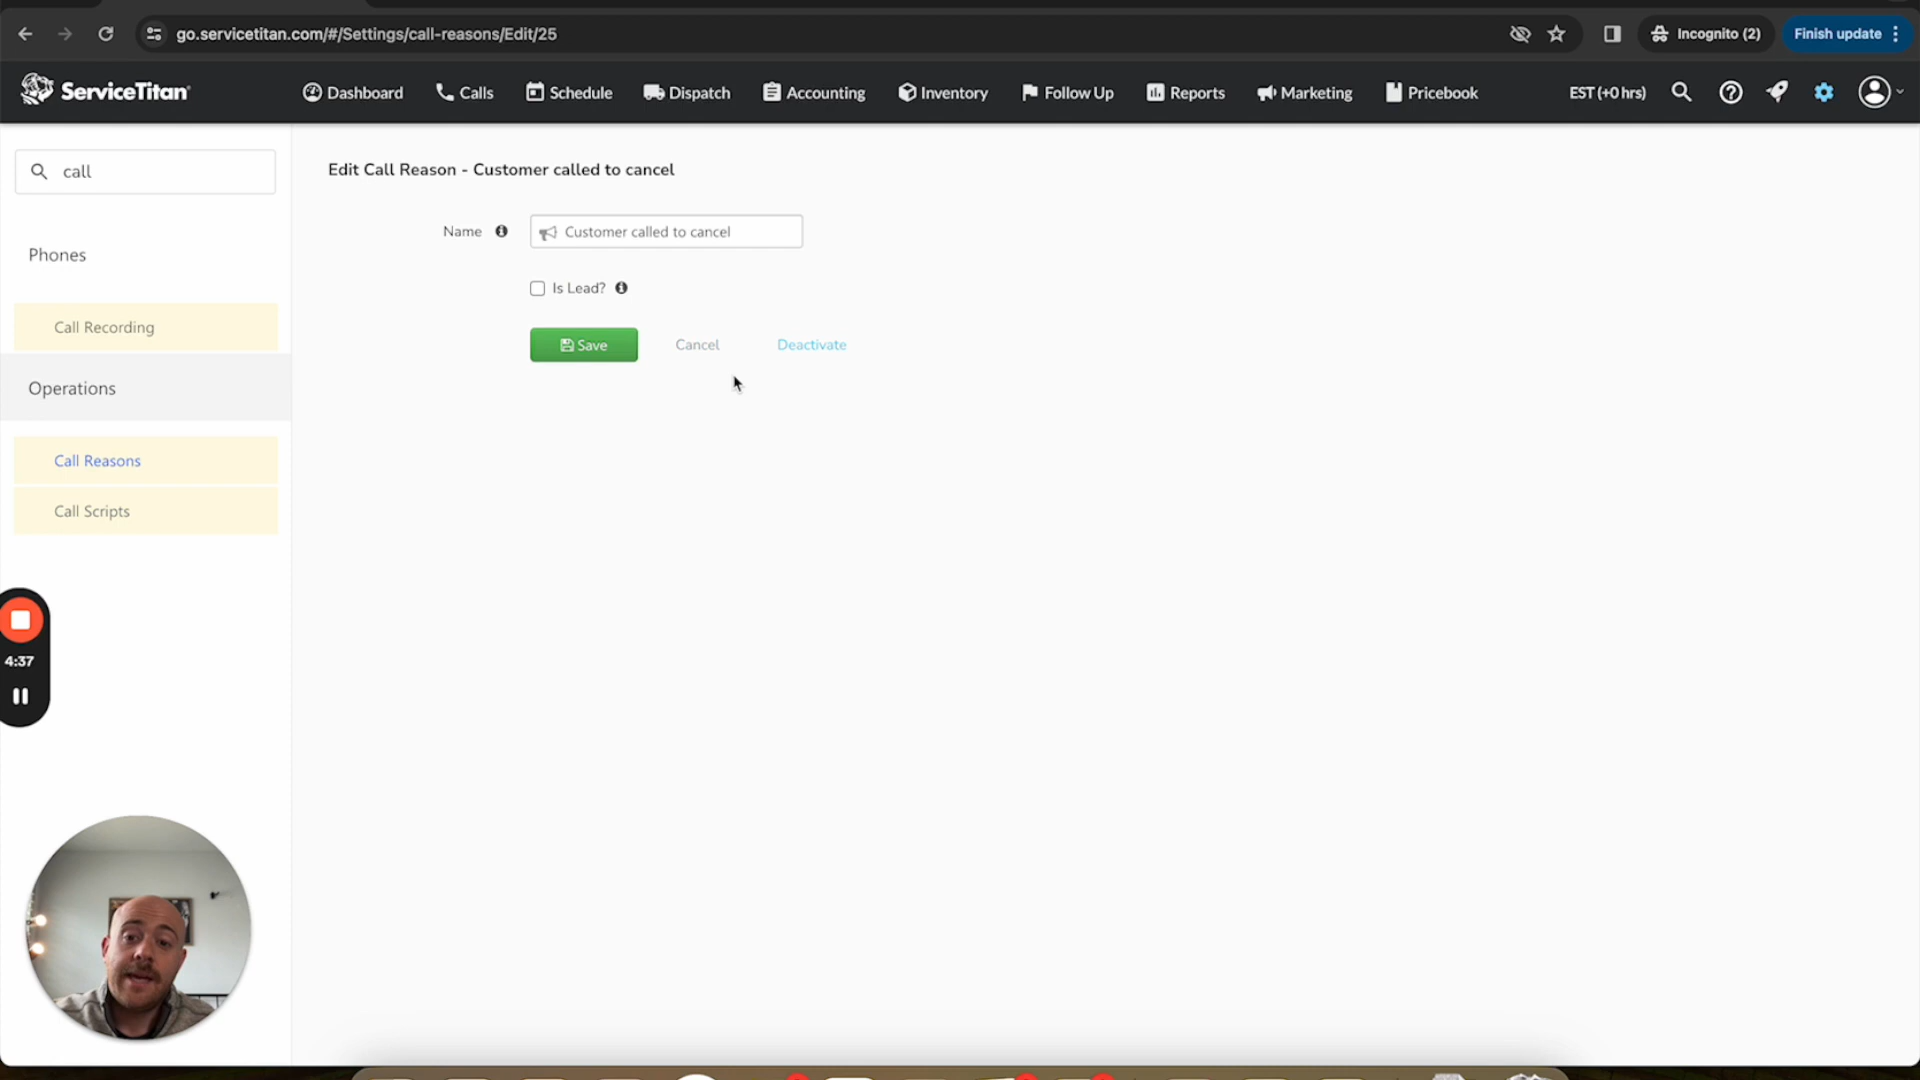 go.servicetitan.com/#/Settings/call-reasons/Edit/25
Incognito (2)
Finish update
ServiceTitan
Dashboard
Calls
Schedule
Dispatch
Accounting
Inventory
Follow Up
Reports
Marketing
Pricebook
EST (+0 hrs)
call
Edit Call Reason - Customer called to cancel
Phones
Name
Customer called to cancel
Is Lead?
Call Recording
Save
Cancel
Deactivate
Operations
Call Reasons
Call Scripts
4:37